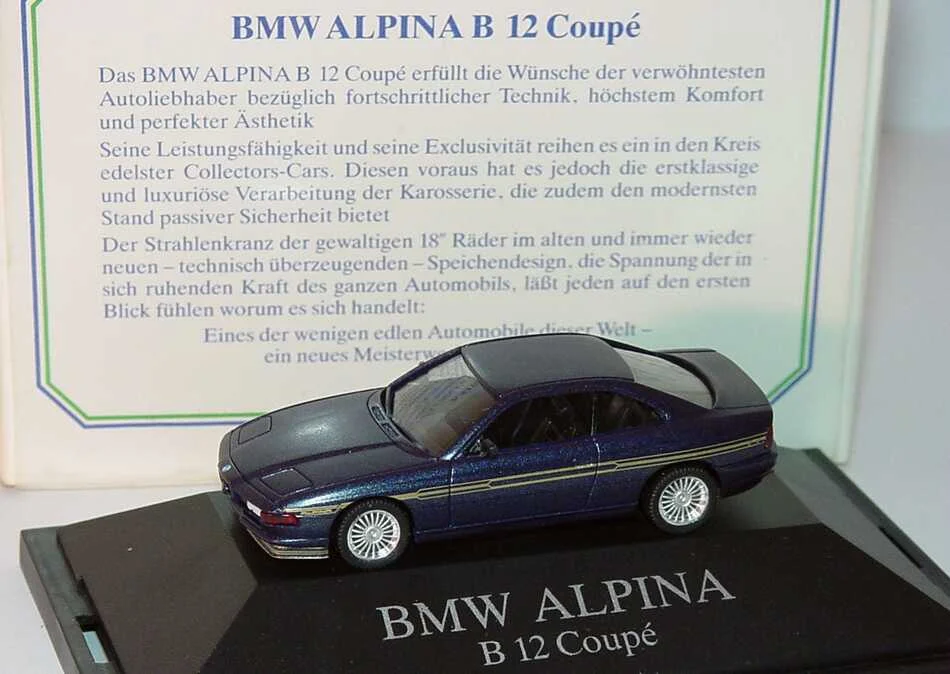 BMW ALPINA B 12 Coupé
Das BMW ALPINA B 12 Coupé erfüllt die Wünsche der verwöhntesten
Autoliebhaber bezüglich fortschrittlicher Technik, höchstem Komfort
und perfekter Ästhetik
Seine Leistungsfähigkeit und seine Exclusivität reihen es ein in den Kreis
edelster Collectors-Cars. Diesen voraus hat es jedoch die erstklassige
und luxuriöse Verarbeitung der Karosserie, die zudem den modernsten
Stand passiver Sicherheit bietet
Der Strahlenkranz der gewaltigen 18" Räder im alten und immer wieder
neuen – technisch überzeugenden – Speichendesign, die Spannung der in
sich ruhenden Kraft des ganzen Automobils, läßt jeden auf den ersten
Blick fühlen worum es sich handelt:
Eines der wenigen edlen Automobile dieser Welt –
ein neues
BMW ALPINA
B 12 Coupé